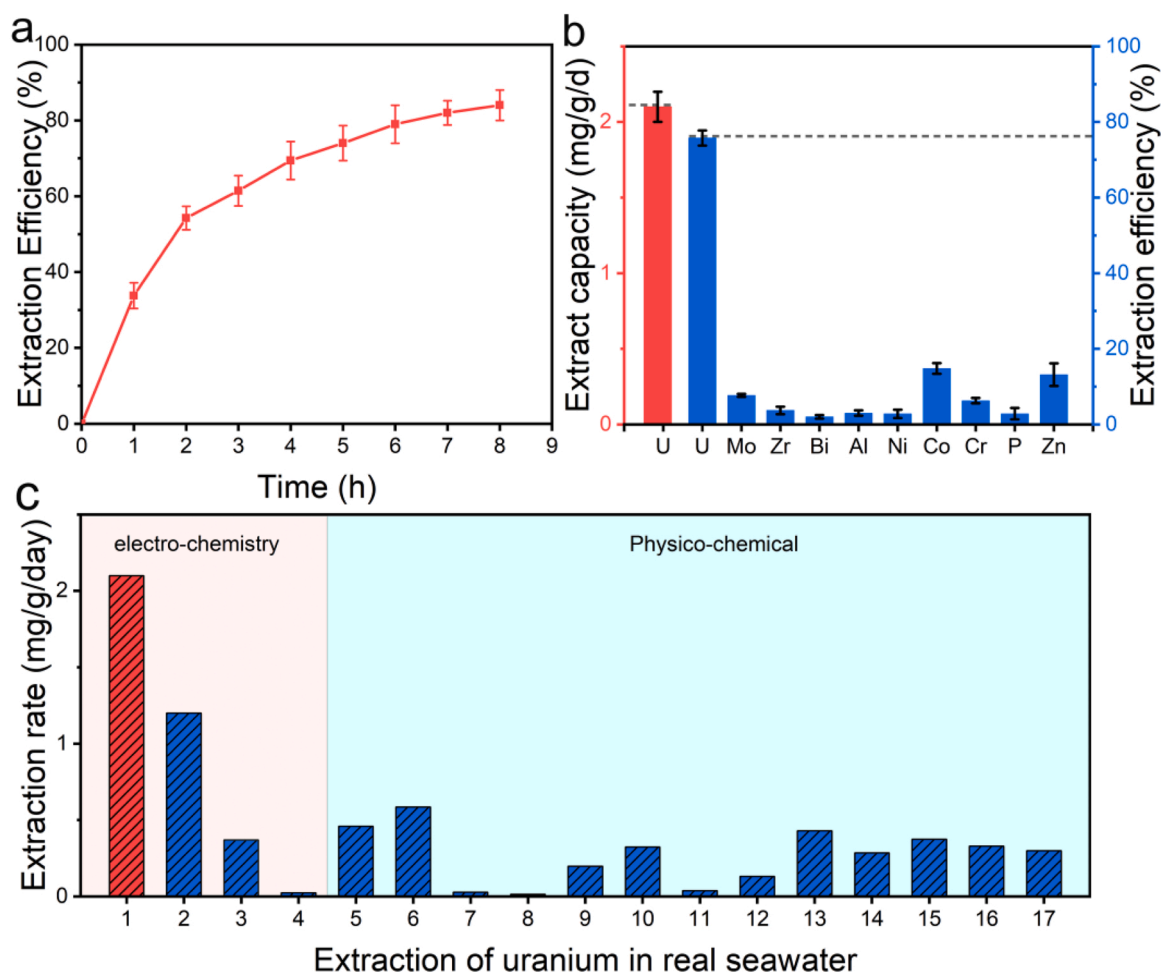 a
100
80
60
40
20
0
Extraction Efficiency (%)
0 1 2 3 4 5 6 7 8 9
Time (h)
b
2
1
0
Extract capacity (mg/g/d)
100
80
60
40
20
0
Extraction efficiency (%)
U U Mo Zr Bi Al Ni Co Cr P Zn
c
electro-chemistry
Physico-chemical
2
1
0
Extraction rate (mg/g/day)
1 2 3 4 5 6 7 8 9 10 11 12 13 14 15 16 17
Extraction of uranium in real seawater